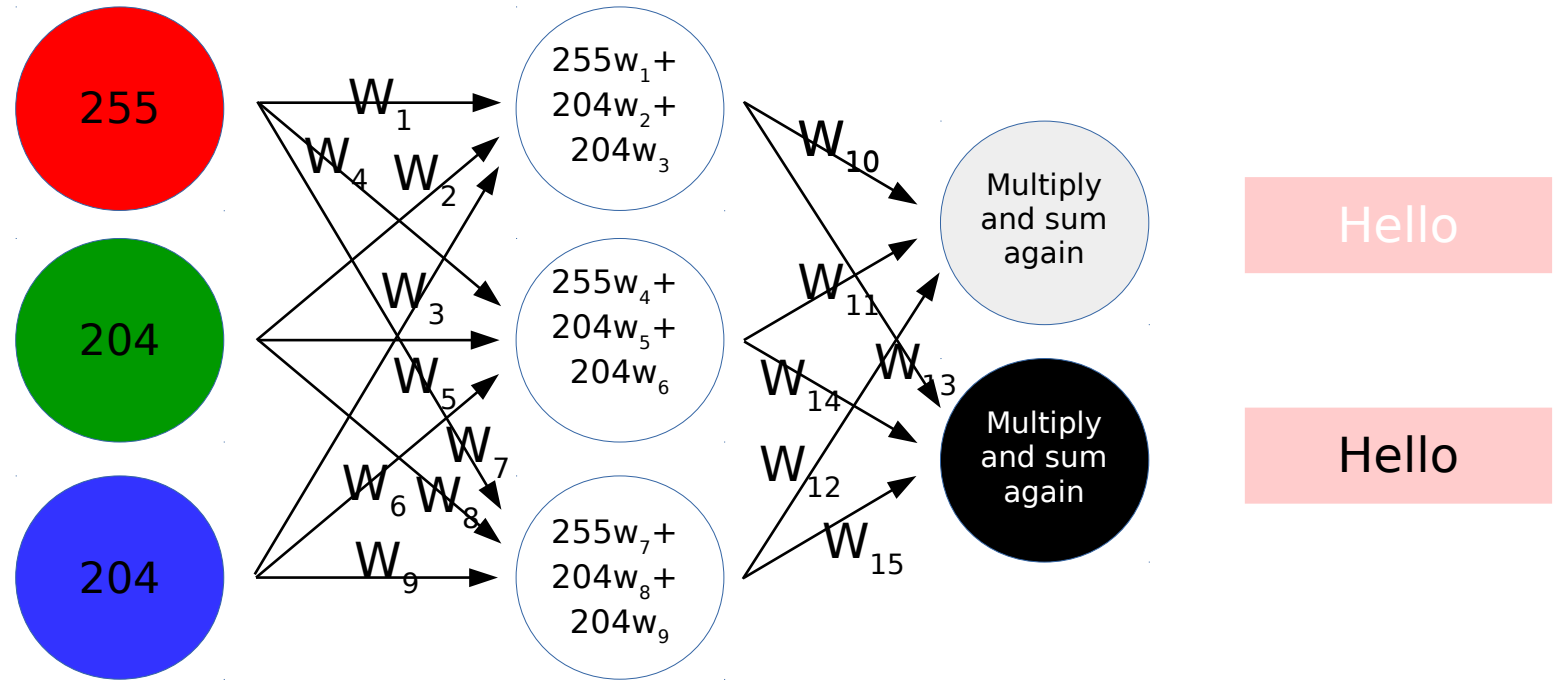 255
204
204
W₁
W₄
W₂
W₃
W₅
W₇
W₆
W₈
W₉
255w₁+
204w₂+
204w₃
255w₄+
204w₅+
204w₆
255w₇+
204w₈+
204w₉
W₁₀
W₁₁
W₁₃
W₁₄
W₁₂
W₁₅
Multiply
and sum
again
Multiply
and sum
again
Hello
Hello